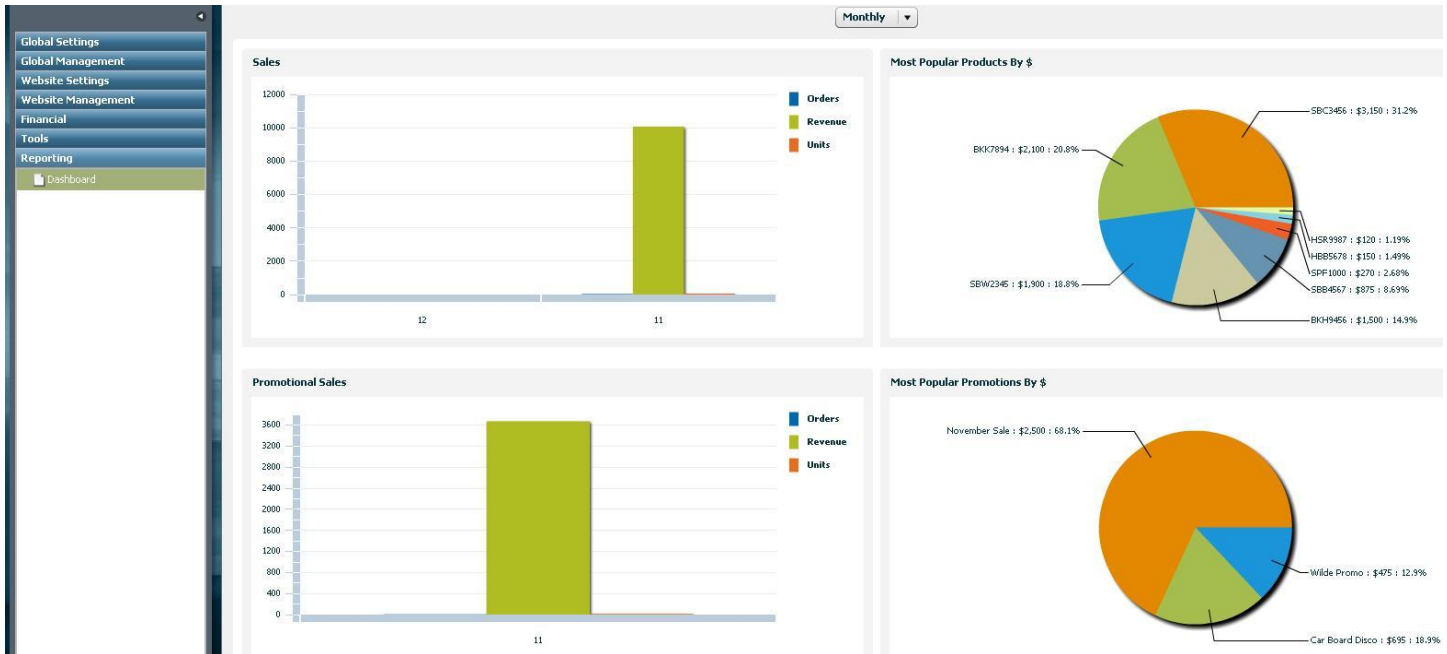 Monthly
Global Settings
Global Management
Website Settings
Website Management
Financial
Tools
Reporting
Dashboard
Sales
12000
10000
8000
6000
4000
2000
0
12
11
Orders
Revenue
Units
Most Popular Products By $
SBC3456 : $3,150 : 31.2%
BKK7894 : $2,100 : 20.8%
SBW2345 : $1,900 : 18.8%
HSR9987 : $120 : 1.19%
HBB5678 : $150 : 1.49%
SPF1000 : $270 : 2.68%
SBB4567 : $875 : 8.69%
BKH9456 : $1,500 : 14.9%
Promotional Sales
3600
3200
2800
2400
2000
1600
1200
800
400
0
11
Orders
Revenue
Units
Most Popular Promotions By $
November Sale : $2,500 : 68.1%
Wilde Promo : $475 : 12.9%
Car Board Disco : $695 : 18.9%